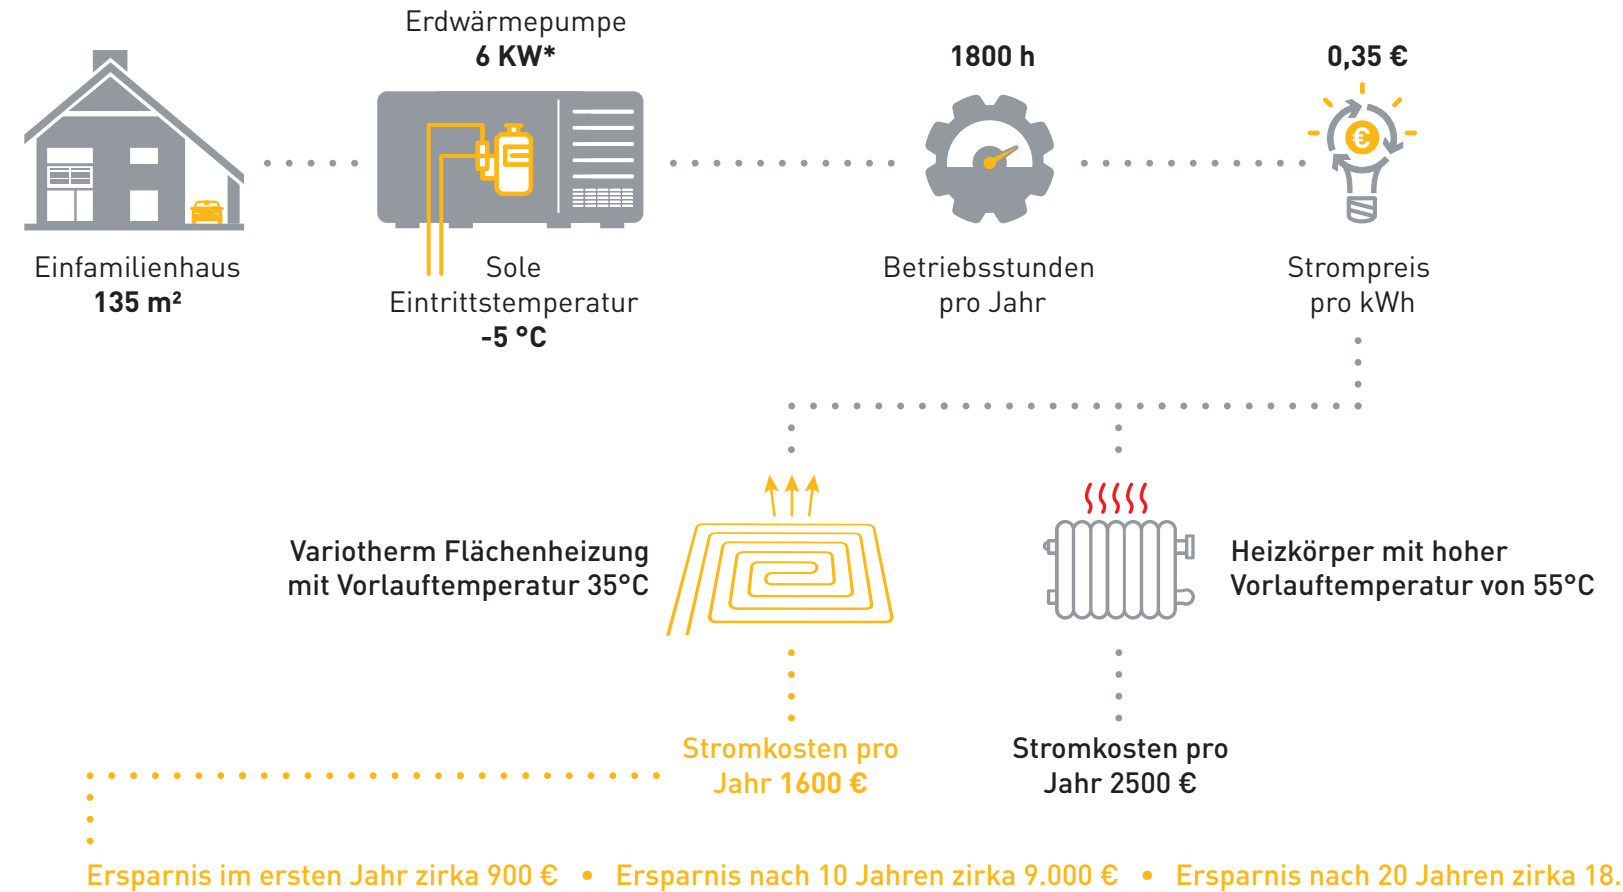 Erdwärmepumpe
6 KW*
1800 h
0,35 €
€
Einfamilienhaus
135 m²
Sole
Eintrittstemperatur
-5 °C
Betriebsstunden
pro Jahr
Strompreis
pro kWh
Variotherm Flächenheizung
mit Vorlauftemperatur 35°C
Heizkörper mit hoher
Vorlauftemperatur von 55°C
Stromkosten pro
Jahr 1600 €
Stromkosten pro
Jahr 2500 €
Ersparnis im ersten Jahr zirka 900 € • Ersparnis nach 10 Jahren zirka 9.000 € • Ersparnis nach 20 Jahren zirka 18